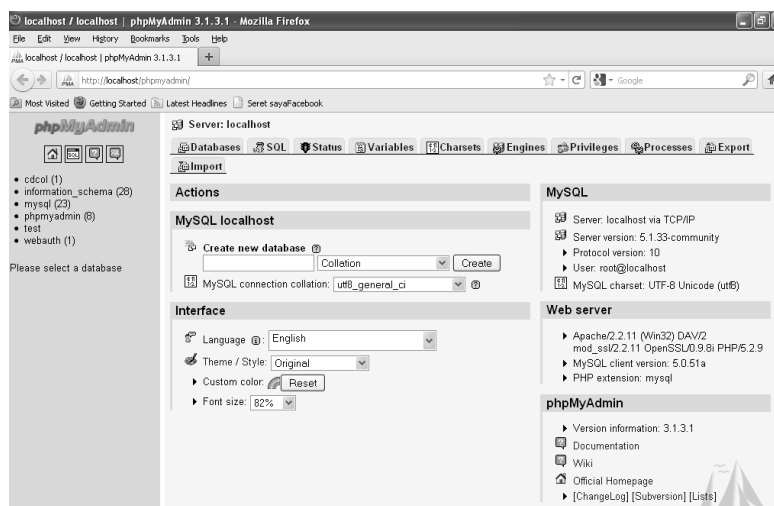 localhost / localhost | phpMyAdmin 3.1.3.1 - Mozilla Firefox
File Edit View History Bookmarks Tools Help
localhost / localhost | phpMyAdmin 3.1.3.1 +
http://localhost/phpmyadmin/ Google
Most Visited Getting Started Latest Headlines Seret sayaFacebook
phpMyAdmin
cdcol (1)
information_schema (28)
mysql (23)
phpmyadmin (8)
test
webauth (1)
Please select a database
Server: localhost
Databases SQL Status Variables Charsets Engines Privileges Processes Export
Import
Actions
MySQL localhost
Create new database
Collation Create
MySQL connection collation: utf8_general_ci
Interface
Language : English
Theme / Style: Original
Custom color: Reset
Font size: 82%
MySQL
Server: localhost via TCP/IP
Server version: 5.1.33-community
Protocol version: 10
User: root@localhost
MySQL charset: UTF-8 Unicode (utf8)
Web server
Apache/2.2.11 (Win32) DAV/2
mod_ssl/2.2.11 OpenSSL/0.9.8i PHP/5.2.9
MySQL client version: 5.0.51a
PHP extension: mysql
phpMyAdmin
Version information: 3.1.3.1
Documentation
Wiki
Official Homepage
[ChangeLog] [Subversion] [Lists]